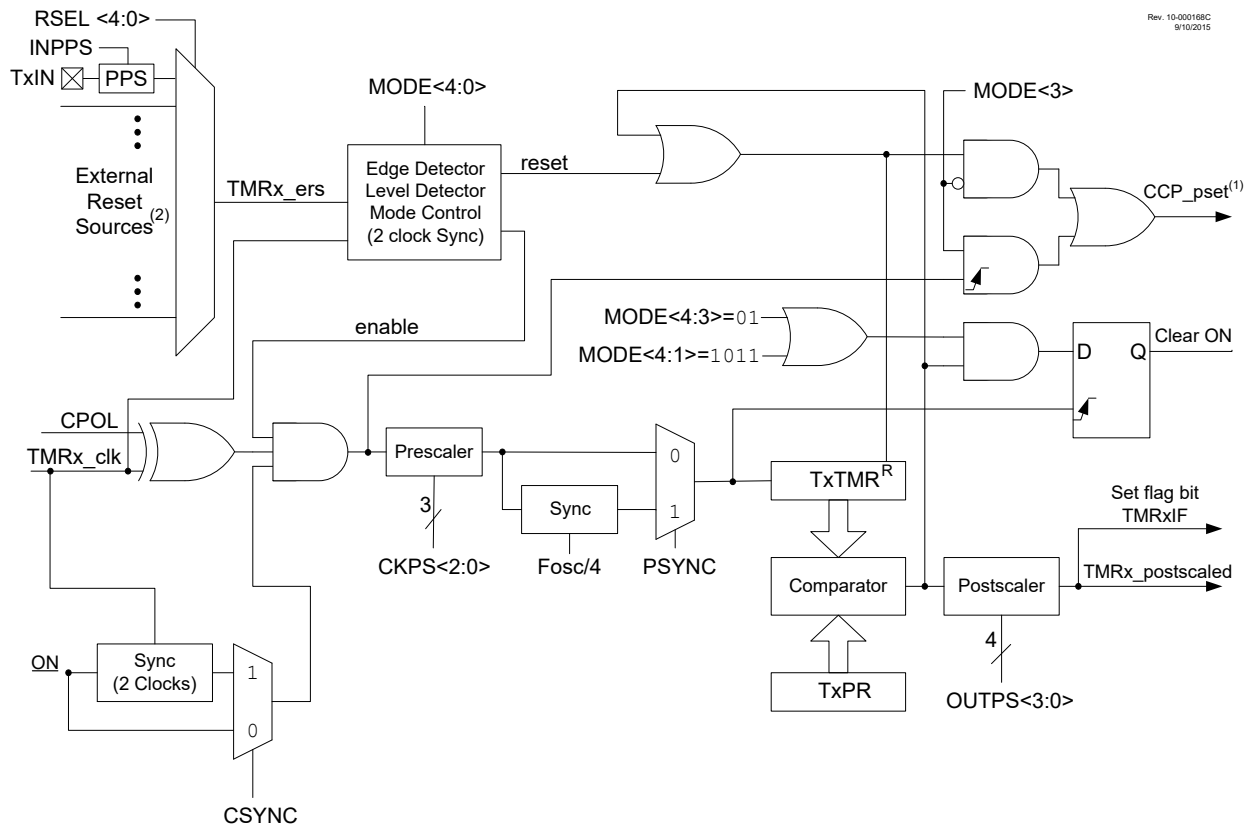 Rev. 10-000168C
9/10/2015
RSEL <4:0>
INPPS
TxIN
PPS
MODE<4:0>
MODE<3>
External
Reset
Sources(2)
TMRx_ers
Edge Detector
Level Detector
Mode Control
(2 clock Sync)
reset
CCP_pset(1)
enable
MODE<4:3>=01
MODE<4:1>=1011
D
Q
Clear ON
CPOL
TMRx_clk
Prescaler
0
1
Sync
3
CKPS<2:0>
Fosc/4
PSYNC
TxTMR
R
Set flag bit
TMRxIF
Comparator
Postscaler
TMRx_postscaled
4
OUTPS<3:0>
TxPR
ON
Sync
(2 Clocks)
1
0
CSYNC